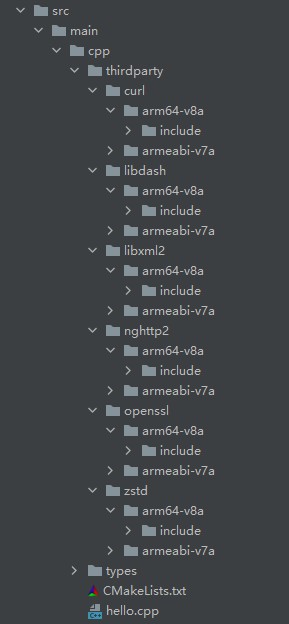 src
main
cpp
thirdparty
curl
arm64-v8a
include
armeabi-v7a
libdash
arm64-v8a
include
armeabi-v7a
libxml2
arm64-v8a
include
armeabi-v7a
nghttp2
arm64-v8a
include
armeabi-v7a
openssl
arm64-v8a
include
armeabi-v7a
zstd
arm64-v8a
include
armeabi-v7a
types
CMakeLists.txt
hello.cpp